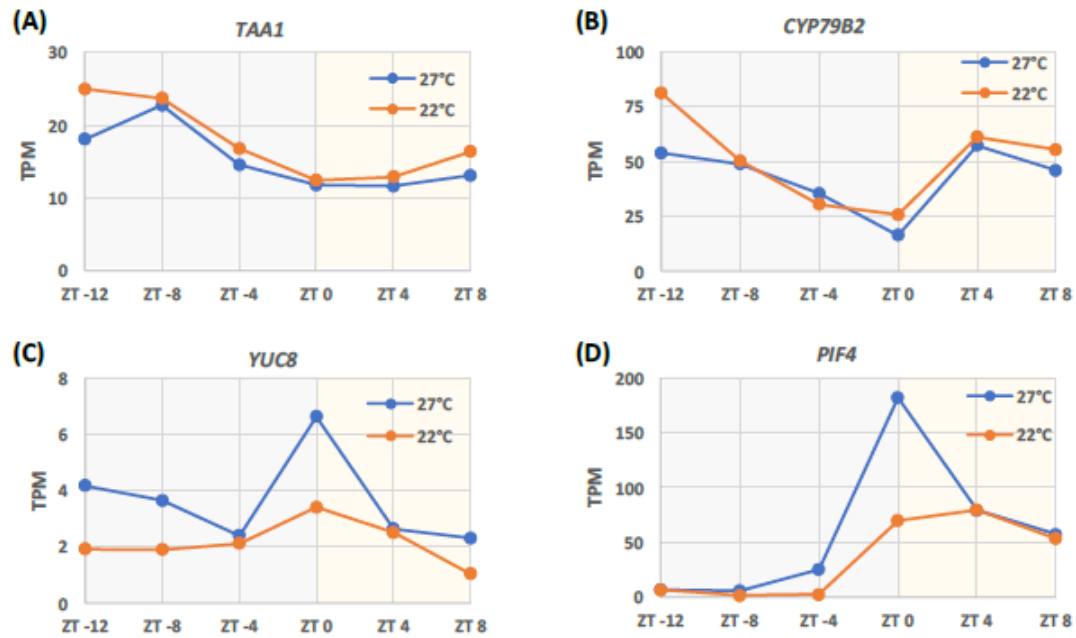 (A)
TAA1
30
20
10
0
TPM
27°C
22°C
ZT -12 ZT -8 ZT -4 ZT 0 ZT 4 ZT 8
(B)
CYP79B2
100
75
50
25
0
TPM
27°C
22°C
ZT -12 ZT -8 ZT -4 ZT 0 ZT 4 ZT 8
(C)
YUC8
8
6
4
2
0
TPM
27°C
22°C
ZT -12 ZT -8 ZT -4 ZT 0 ZT 4 ZT 8
(D)
PIF4
200
150
100
50
0
TPM
27°C
22°C
ZT -12 ZT -8 ZT -4 ZT 0 ZT 4 ZT 8